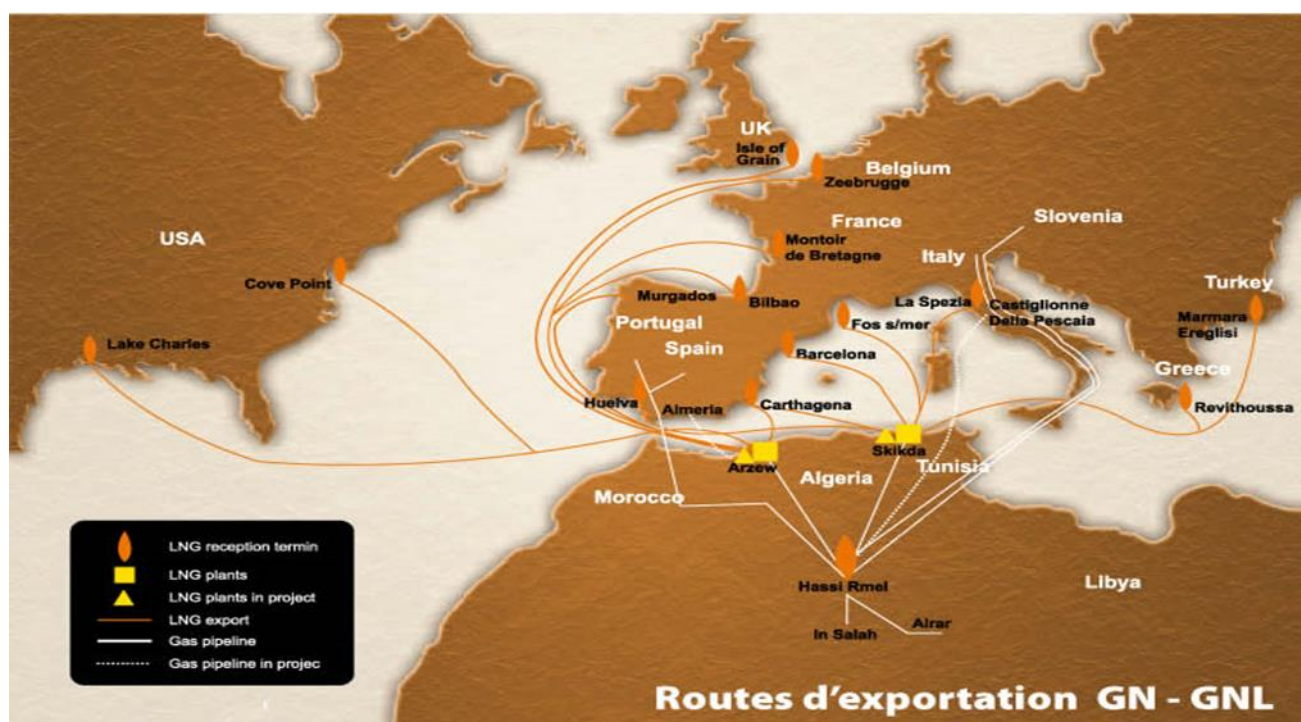 UK
Isle of
Grain
Belgium
Zeebrugge
Slovenia
France
USA
Montoir
de Bretagne
Italy
Cove Point
Turkey
Murgados
Bilbao
La Spezia
Castiglionne
Della Pescaia
Marmara
Ereglisi
Portugal
Fos s/mer
Lake Charles
Spain
Barcelona
Greece
Huelva
Almeria
Carthagena
Revithoussa
Skikda
Arzew
Algeria
Tunisia
Morocco
LNG reception termin
LNG plants
LNG plants in project
LNG export
Gas pipeline
Gas pipeline in projec
Hassi Rmel
Libya
In Salah
Alrar
Routes d'exportation GN - GNL